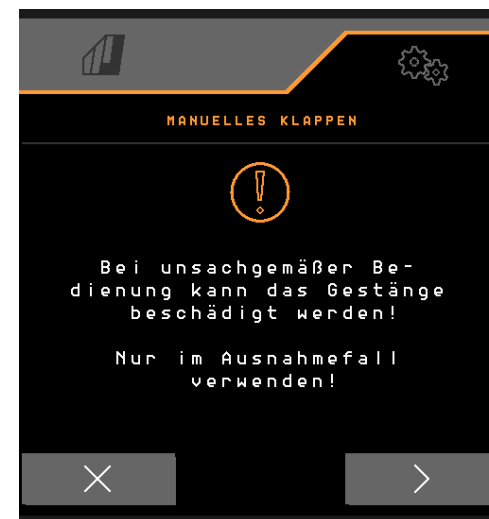 MANUELLES KLAPPEN
Bei unsachgemäßer Be-
dienung kann das Gestänge
beschädigt werden!
Nur im Ausnahmefall
verwenden!